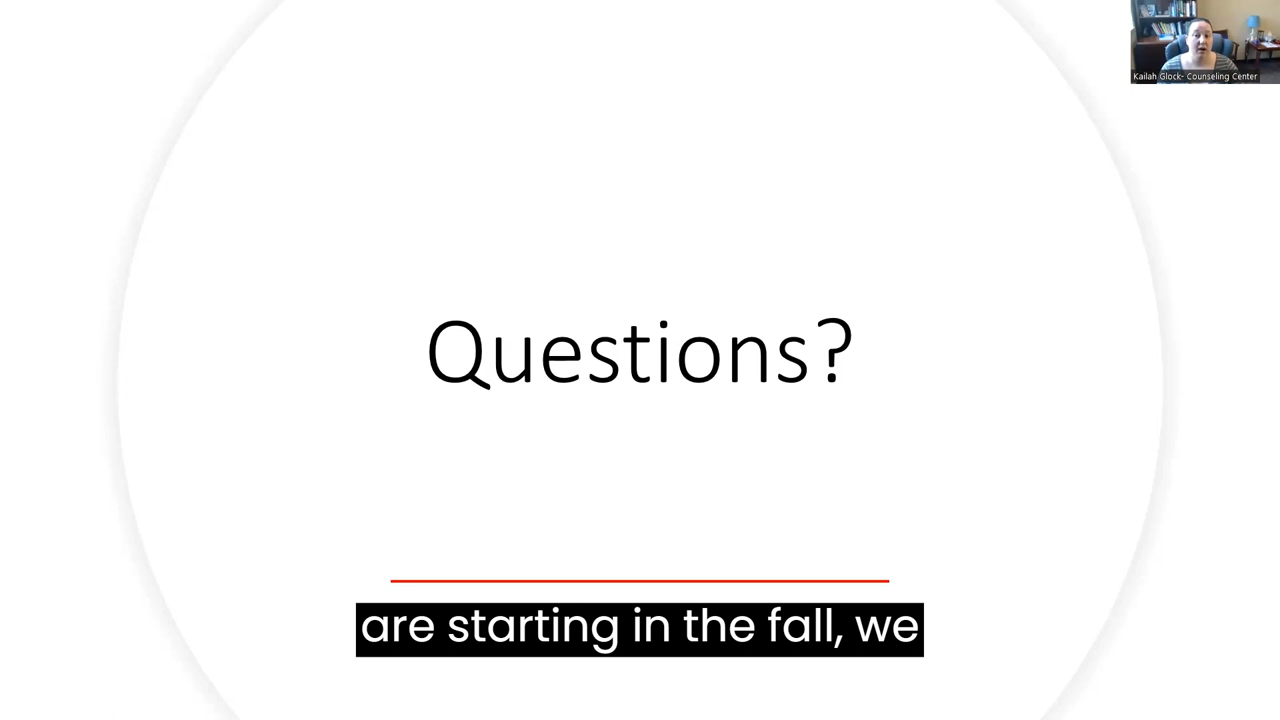 Kailah Glock- Counseling Center
Questions?
are starting in the fall, we